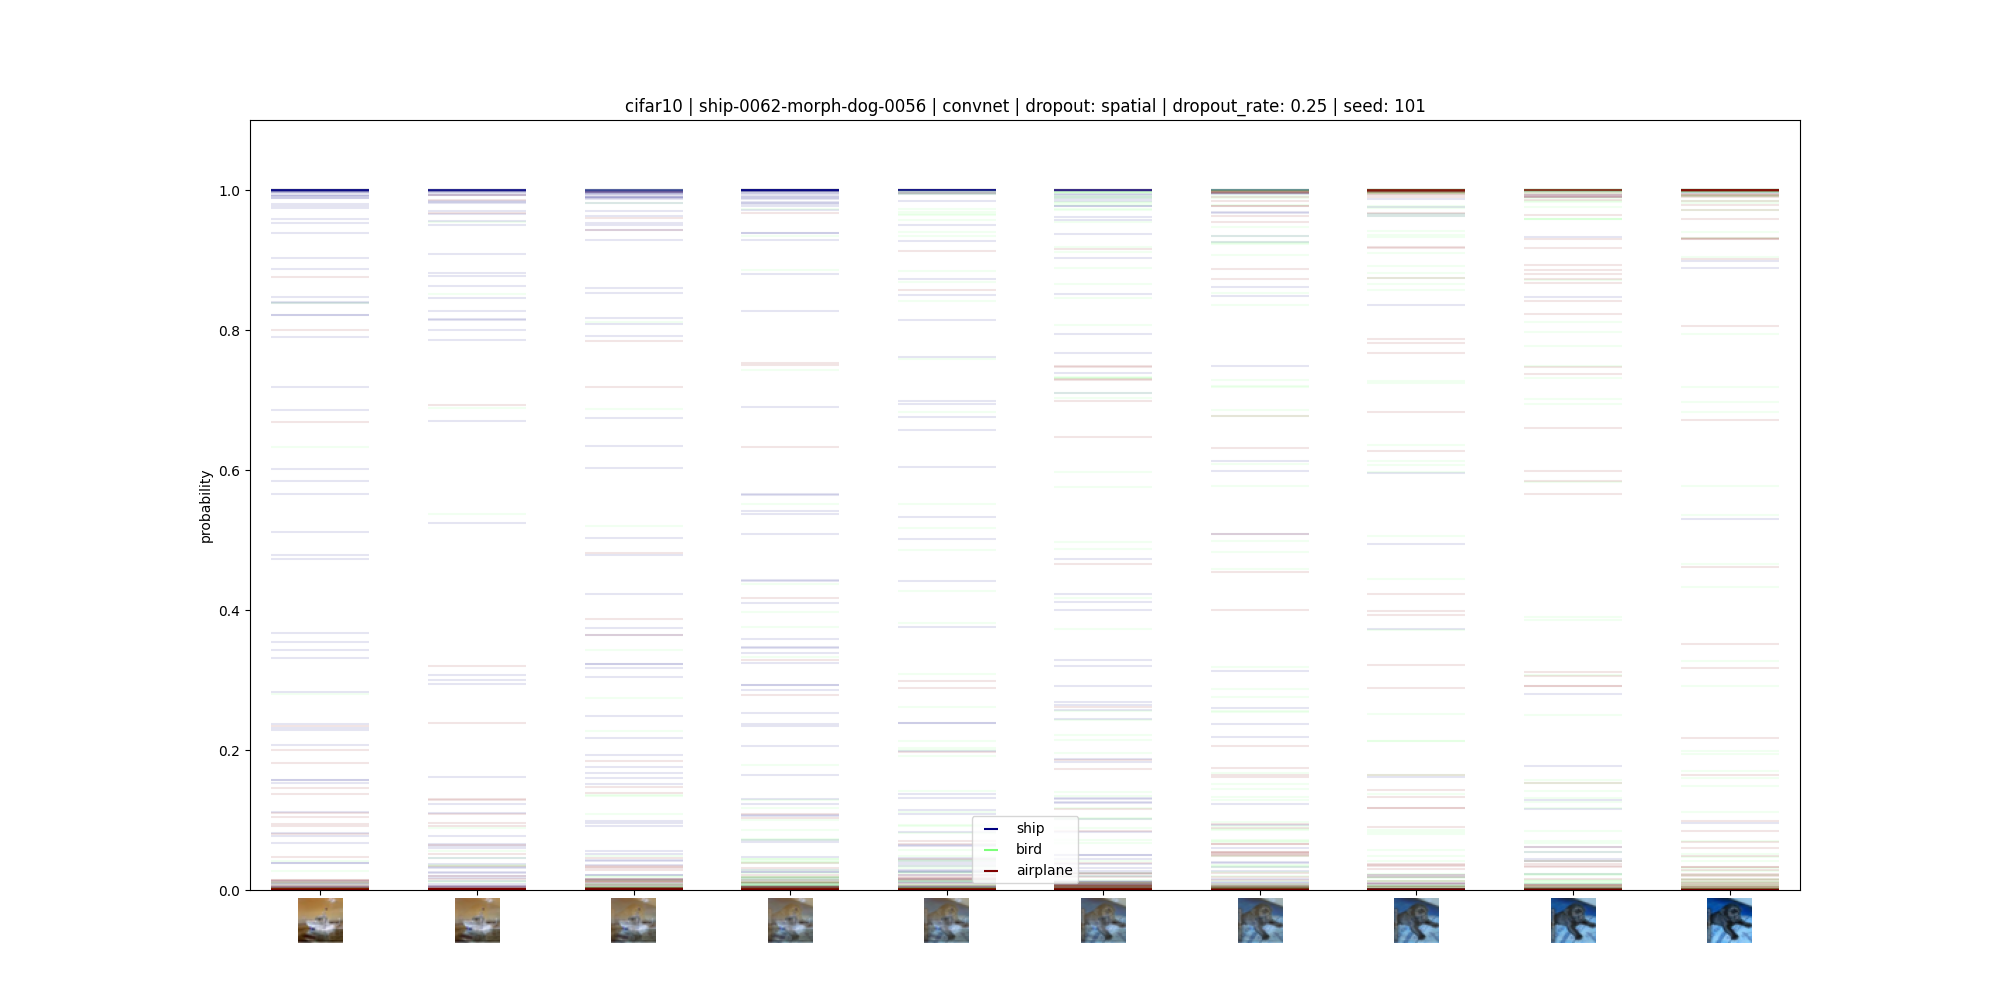 cifar10 | ship-0062-morph-dog-0056 | convnet | dropout: spatial | dropout_rate: 0.25 | seed: 101
probability
1.0
0.8
0.6
0.4
0.2
0.0
ship
bird
airplane